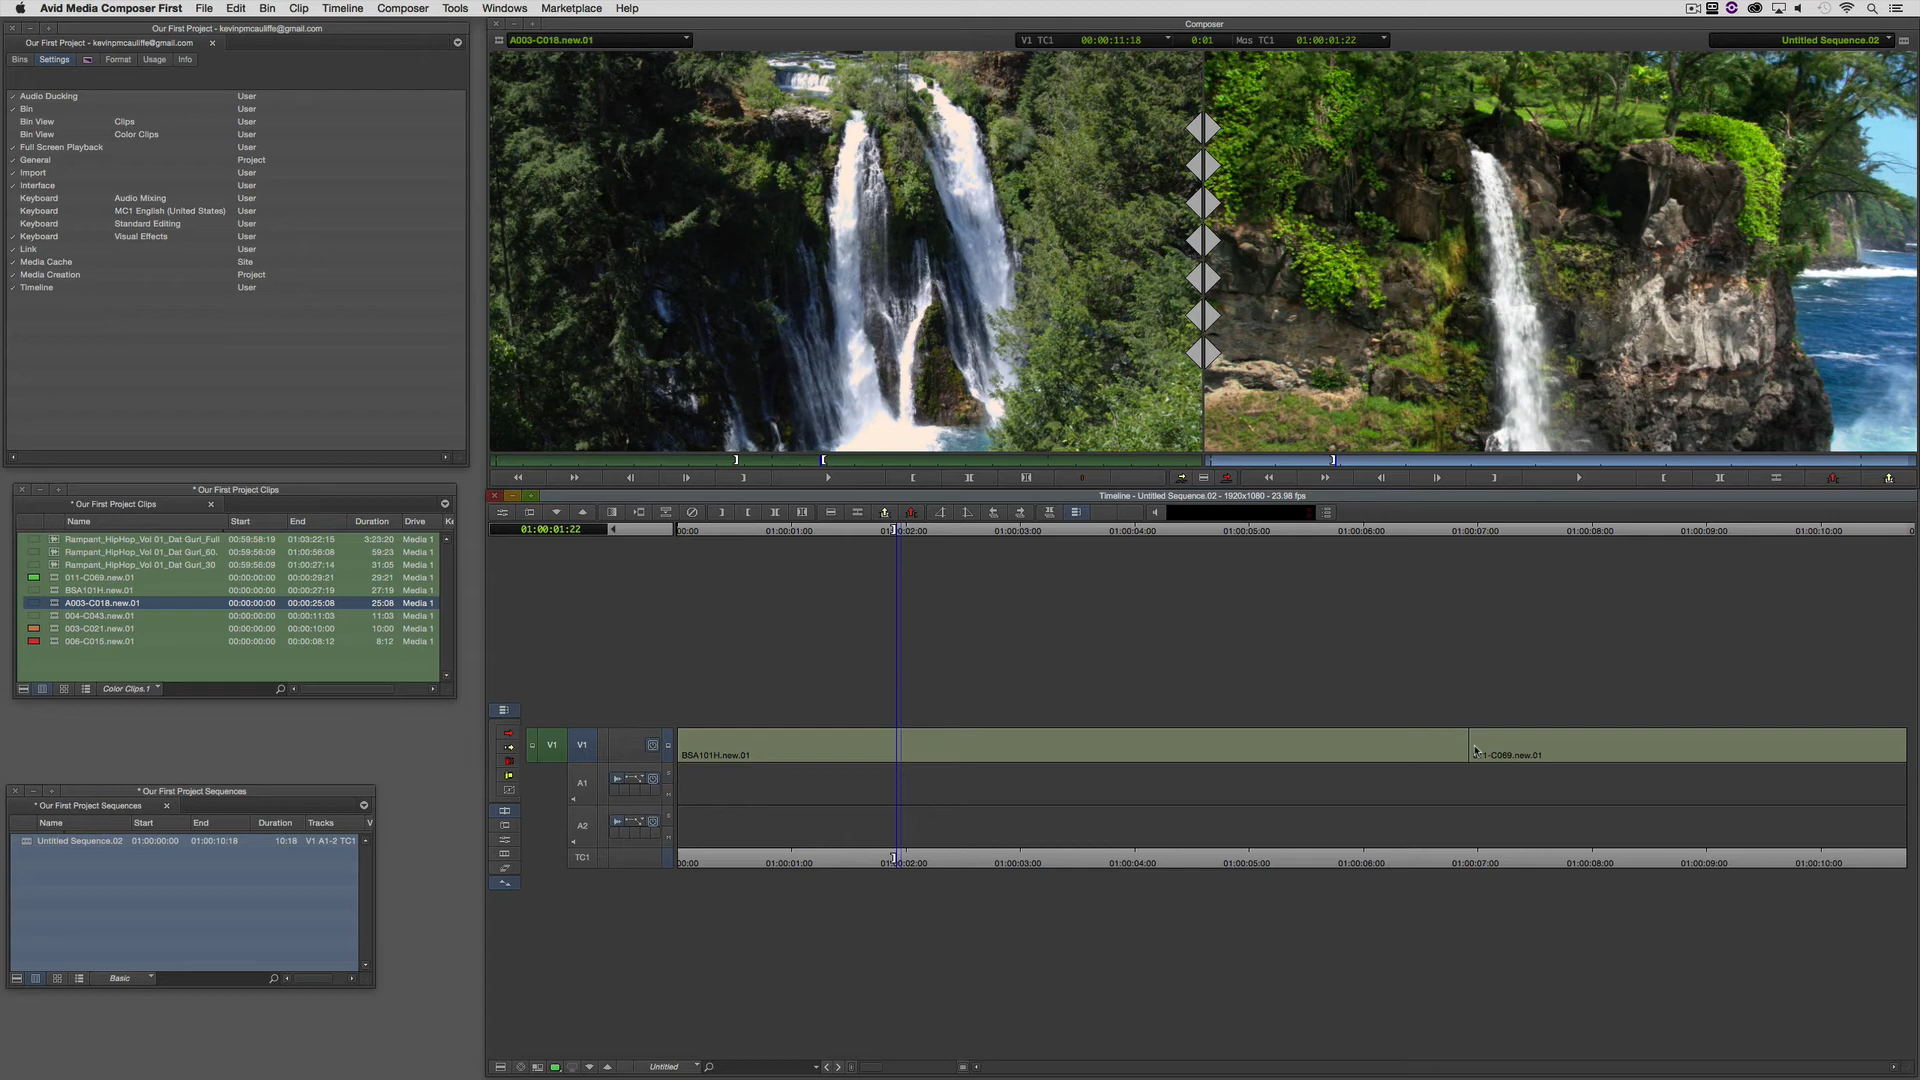 Avid Media Composer First File Edit Bin Clip Timeline Composer Tools Windows Marketplace Help
Our First Project - kevinpmcauliffe@gmail.com
Our First Project - kevinpmcauliffe@gmail.com
Bins Settings Format Usage Info
Audio Ducking User
Bin User
Bin View Clips User
Bin View Color Clips User
Full Screen Playback User
General Project
Import User
Interface User
Keyboard Audio Mixing User
Keyboard MC1 English (United States) User
Keyboard Standard Editing User
Keyboard Visual Effects User
Link User
Media Cache Site
Media Creation Project
Timeline User
Composer
A003-C018.new.01 V1 TC1 00:00:11:18 0:01 Mas TC1 01:00:01:22 Untitled Sequence.02
* Our First Project Clips
* Our First Project Clips
Name Start End Duration Drive
Rampant_HipHop_Vol 01_Dat Gurl_Full 00:59:58:19 01:03:22:15 3:23:20 Media 1
Rampant_HipHop_Vol 01_Dat Gurl_60. 00:59:56:09 01:00:56:08 59:23 Media 1
Rampant_HipHop_Vol 01_Dat Gurl_30 00:59:56:09 01:00:27:14 31:05 Media 1
011-C069.new.01 00:00:00:00 00:00:29:21 29:21 Media 1
BSA101H.new.01 00:00:00:00 00:00:27:19 27:19 Media 1
A003-C018.new.01 00:00:00:00 00:00:25:08 25:08 Media 1
004-C043.new.01 00:00:00:00 00:00:11:03 11:03 Media 1
003-C021.new.01 00:00:00:00 00:00:10:00 10:00 Media 1
006-C015.new.01 00:00:00:00 00:00:08:12 8:12 Media 1
Color Clips.1
* Our First Project Sequences
* Our First Project Sequences
Name Start End Duration Tracks V
Untitled Sequence.02 01:00:00:00 01:00:10:18 10:18 V1 A1-2 TC1
Basic
Timeline - Untitled Sequence.02 - 1920x1080 - 23.98 fps
01:00:01:22 00:00 01:00:01:00 01:00:02:00 01:00:03:00 01:00:04:00 01:00:05:00 01:00:06:00 01:00:07:00 01:00:08:00 01:00:09:00 01:00:10:00
V1 V1 BSA101H.new.01 1-C069.new.01
A1
A2
TC1 00:00 01:00:01:00 01:00:02:00 01:00:03:00 01:00:04:00 01:00:05:00 01:00:06:00 01:00:07:00 01:00:08:00 01:00:09:00 01:00:10:00
Untitled